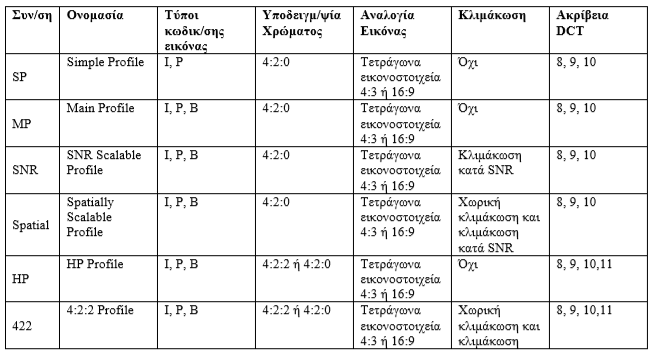 Συν/ση Ονομασία Τύποι κωδικ/σης εικόνας Υποδειγμ/ψία Χρώματος Αναλογία Εικόνας Κλιμάκωση Ακρίβεια DCT
SP Simple Profile I, P 4:2:0 Τετράγωνα εικονοστοιχεία 4:3 ή 16:9 Όχι 8, 9, 10
MP Main Profile I, P, B 4:2:0 Τετράγωνα εικονοστοιχεία 4:3 ή 16:9 Όχι 8, 9, 10
SNR SNR Scalable Profile I, P, B 4:2:0 Τετράγωνα εικονοστοιχεία 4:3 ή 16:9 Κλιμάκωση κατά SNR 8, 9, 10
Spatial Spatially Scalable Profile I, P, B 4:2:0 Τετράγωνα εικονοστοιχεία 4:3 ή 16:9 Χωρική κλιμάκωση και κλιμάκωση κατά SNR 8, 9, 10
HP HP Profile I, P, B 4:2:2 ή 4:2:0 Τετράγωνα εικονοστοιχεία 4:3 ή 16:9 Όχι 8, 9, 10,11
422 4:2:2 Profile I, P, B 4:2:2 ή 4:2:0 Τετράγωνα εικονοστοιχεία 4:3 ή 16:9 Χωρική κλιμάκωση και κλιμάκωση 8, 9, 10,11